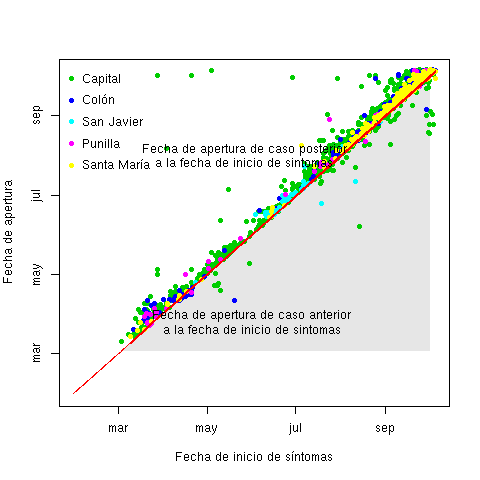 Capital
Colón
San Javier
Punilla
Santa María
Fecha de apertura de caso posterior
a la fecha de inicio de sintomas
Fecha de apertura de caso anterior
a la fecha de inicio de sintomas
sep
jul
may
mar
Fecha de apertura
mar may jul sep
Fecha de inicio de síntomas